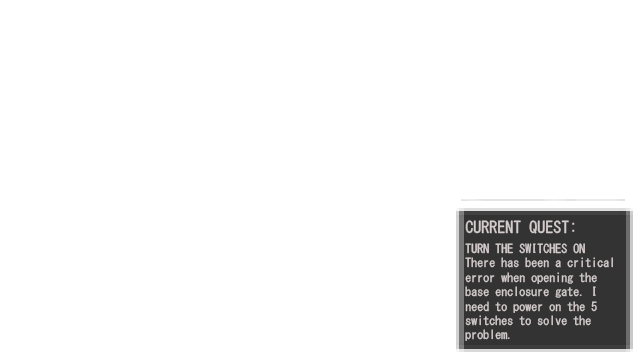 CURRENT QUEST:
TURN THE SWITCHES ON
There has been a critical
error when opening the
base enclosure gate. I
need to power on the 5
switches to solve the
problem.